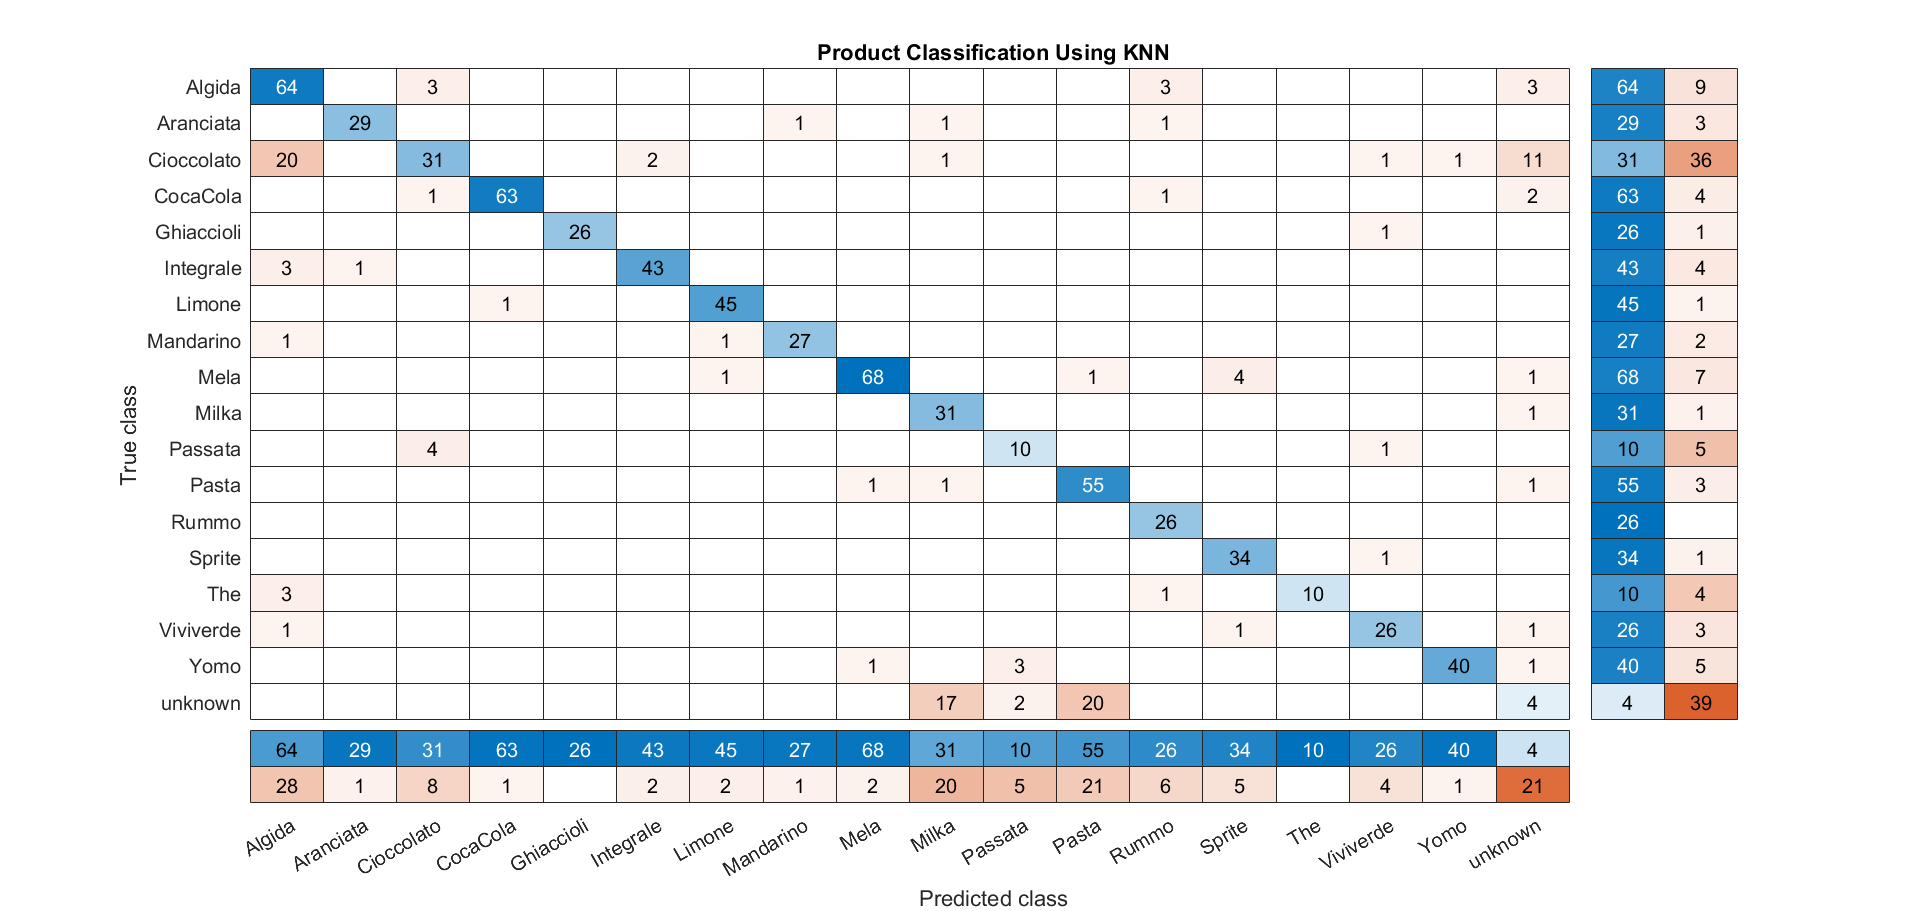 Product Classification Using KNN
True class
Algida 64 3 3 3 64 9
Aranciata 29 1 1 1 29 3
Cioccolato 20 31 2 1 1 1 11 31 36
CocaCola 1 63 1 2 63 4
Ghiaccioli 26 1 26 1
Integrale 3 1 43 43 4
Limone 1 45 45 1
Mandarino 1 1 27 27 2
Mela 1 68 1 4 1 68 7
Milka 31 1 31 1
Passata 4 10 1 10 5
Pasta 1 1 55 1 55 3
Rummo 26 26
Sprite 34 1 34 1
The 3 1 10 10 4
Viviverde 1 1 26 1 26 3
Yomo 1 3 40 1 40 5
unknown 17 2 20 4 4 39
64 29 31 63 26 43 45 27 68 31 10 55 26 34 10 26 40 4
28 1 8 1 2 2 1 2 20 5 21 6 5 4 1 21
Algida Aranciata Cioccolato CocaCola Ghiaccioli Integrale Limone Mandarino Mela Milka Passata Pasta Rummo Sprite The Viviverde Yomo unknown
Predicted class